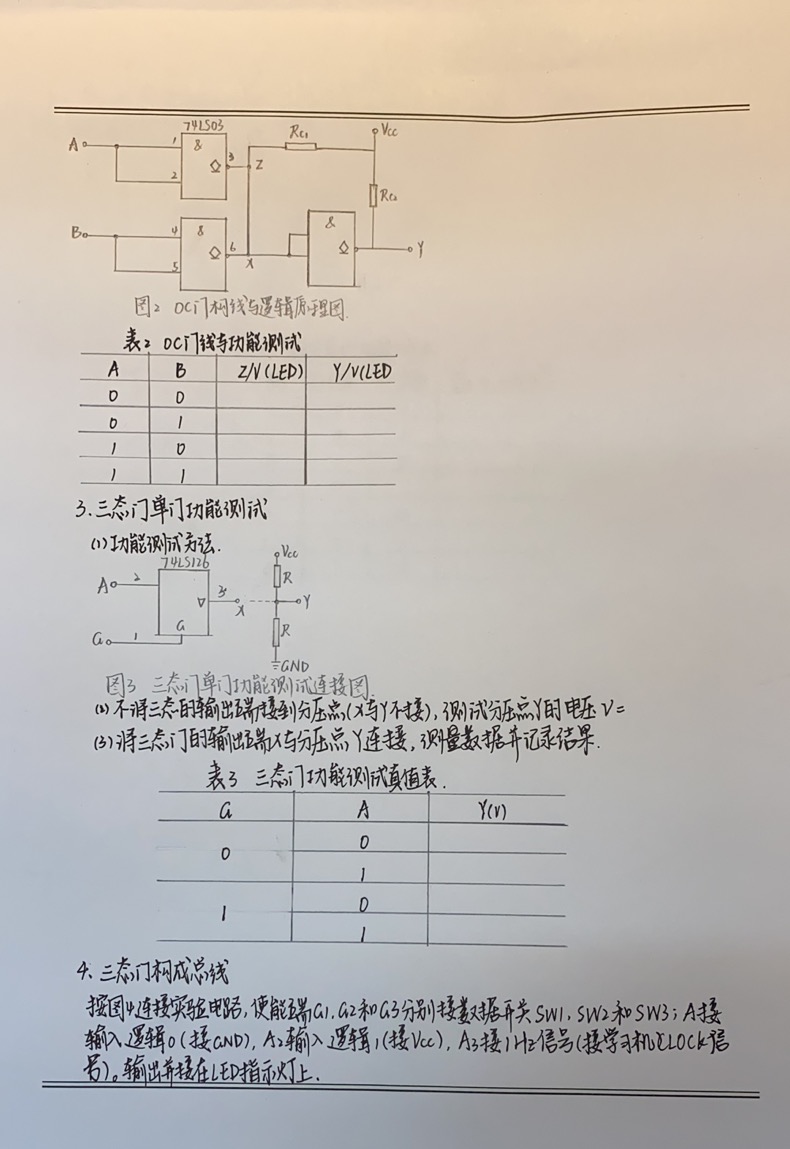 74LS03
A 1 & 3 Z Rc1 Vcc
2
Rc2
B 4 & 6 X & Y
5
图2 OC门构线与逻辑原理图.
表2 OC门线与功能测试
A B Z/V(LED) Y/V(LED
0 0
0 1
1 0
1 1
3.三态门单门功能测试
(1)功能测试方法.
74LS126
A 2 3 X Y Vcc R
G 1 G R
GND
图3 三态门单门功能测试连接图.
(2)不将三态的输出端接到分压点(X与Y不接),测试分压点Y的电压V=
(3)将三态门的输出端X与分压点Y连接,测量数据并记录结果.
表3 三态门功能测试真值表.
G A Y(V)
0 0
1
1 0
1
4.三态门构成总线
按图4连接实验电路,使能端G1.G2和G3分别接数据开关SW1,SW2和SW3;A接
输入逻辑0(接GND),A2输入逻辑1(接Vcc),A3接1Hz信号(接学习机CLOCK信
号)。输出并接在LED指示灯上.